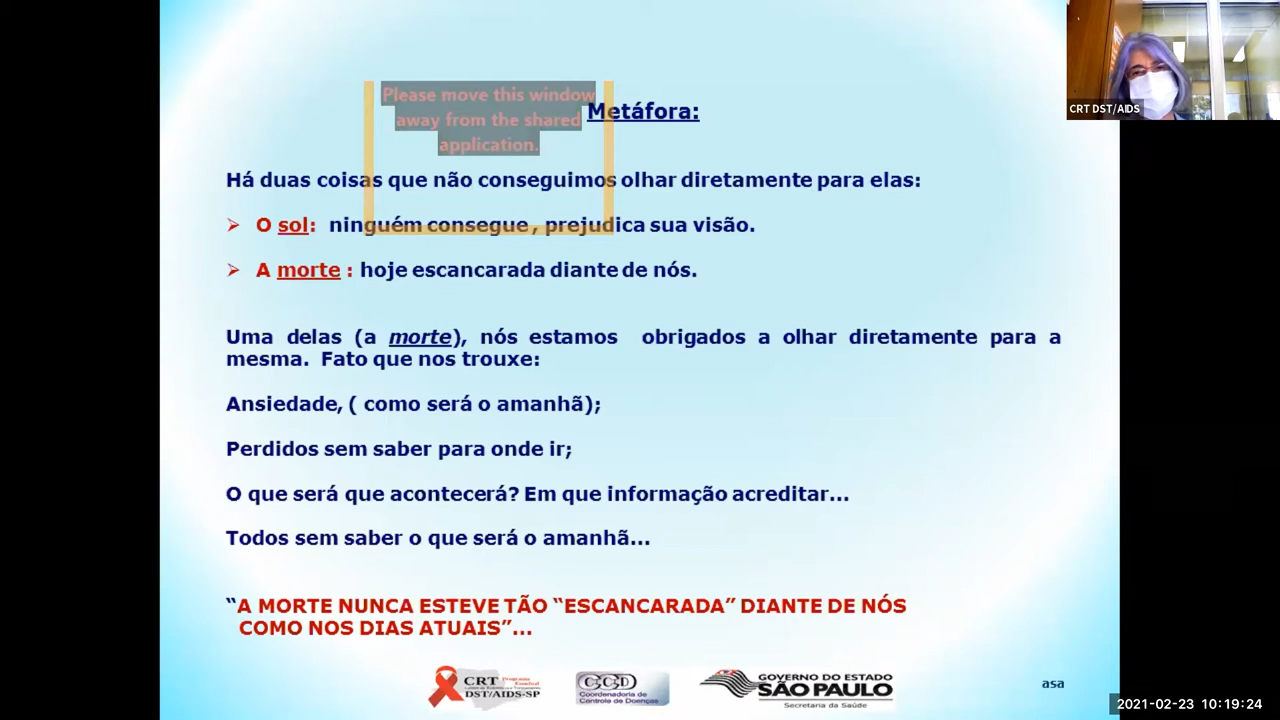 CRT DST/AIDS
Please move this window
away from the shared
application.
Metáfora:
Há duas coisas que não conseguimos olhar diretamente para elas:
O sol: ninguém consegue , prejudica sua visão.
A morte : hoje escancarada diante de nós.
Uma delas (a morte), nós estamos obrigados a olhar diretamente para a
mesma. Fato que nos trouxe:
Ansiedade, ( como será o amanhã);
Perdidos sem saber para onde ir;
O que será que acontecerá? Em que informação acreditar...
Todos sem saber o que será o amanhã...
“A MORTE NUNCA ESTEVE TÃO “ESCANCARADA” DIANTE DE NÓS
COMO NOS DIAS ATUAIS”...
CRT Programa Estadual
DST/AIDS-SP
CCD
Coordenadoria de
Controle de Doenças
GOVERNO DO ESTADO
SÃO PAULO
Secretaria da Saúde
asa
2021-02-23 10:19:24